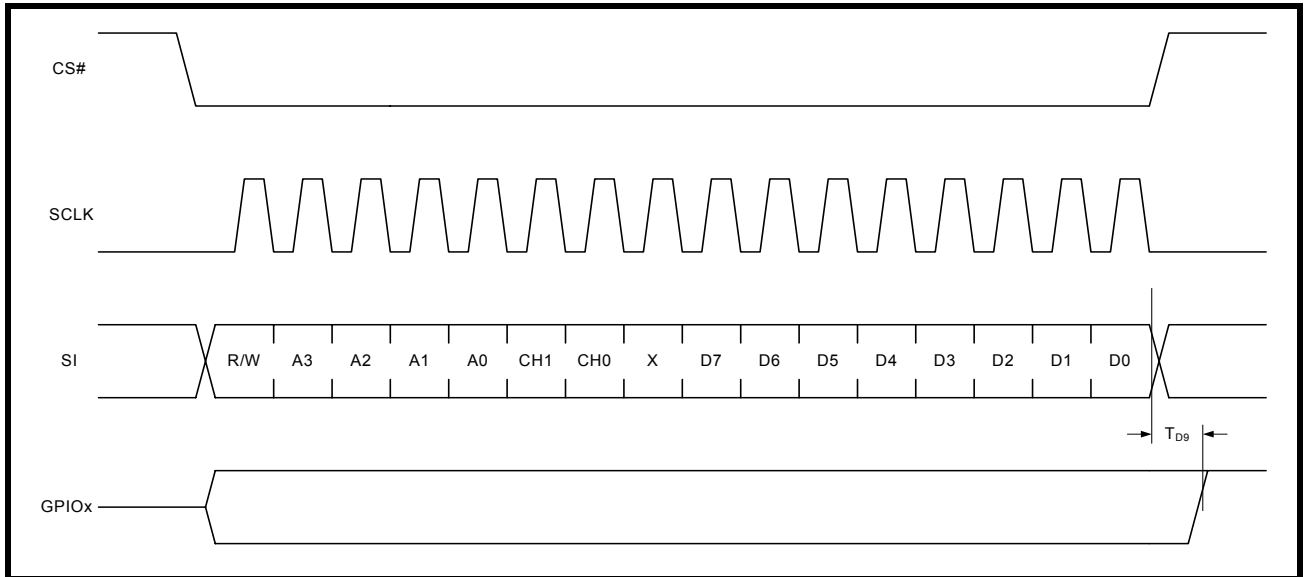 CS#
SCLK
SI R/W A3 A2 A1 A0 CH1 CH0 X D7 D6 D5 D4 D3 D2 D1 D0
TD9
GPIOx